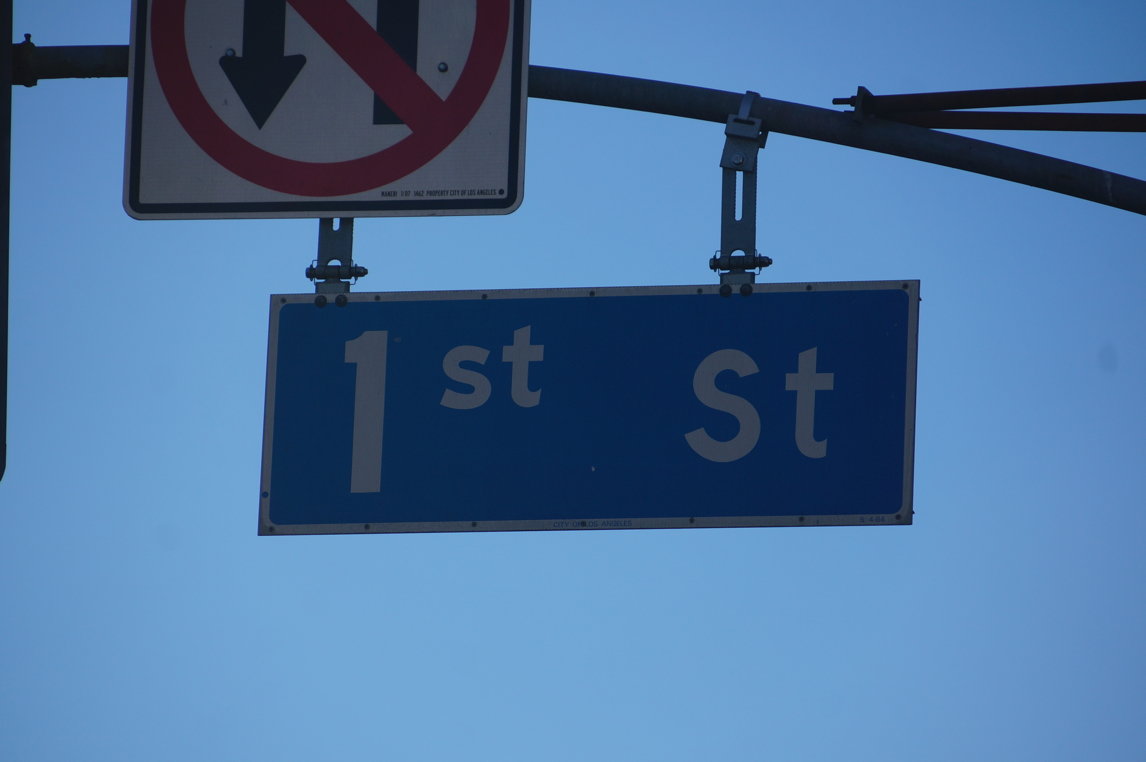 PROPERTY CITY OF LOS ANGELES
1st St
CITY OF LOS ANGELES